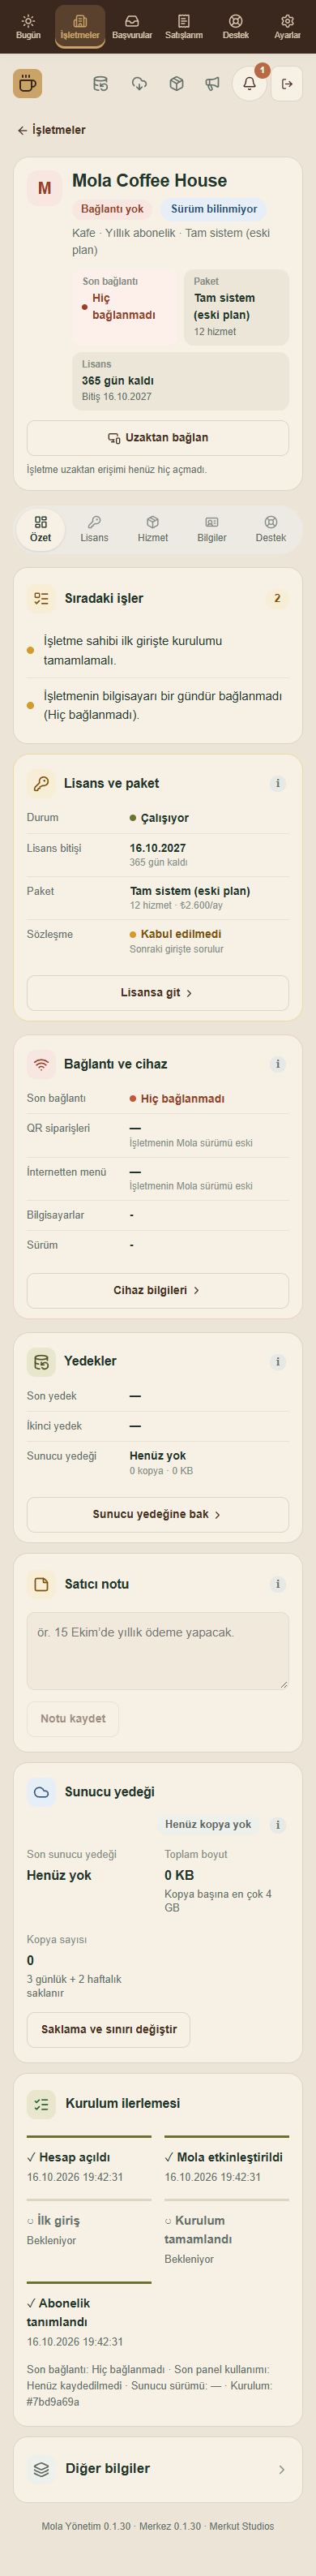 Bugün
İşletmeler
Başvurular
Satışlarım
Destek
Ayarlar
1
← İşletmeler
M
Mola Coffee House
Bağlantı yok
Sürüm bilinmiyor
Kafe · Yıllık abonelik · Tam sistem (eski
plan)
Son bağlantı
Hiç
bağlanmadı
Paket
Tam sistem
(eski plan)
12 hizmet
Lisans
365 gün kaldı
Bitiş 16.10.2027
Uzaktan bağlan
İşletme uzaktan erişimi henüz hiç açmadı.
Özet
Lisans
Hizmet
Bilgiler
Destek
Sıradaki işler
2
İşletme sahibi ilk girişte kurulumu
tamamlamalı.
İşletmenin bilgisayarı bir gündür bağlanmadı
(Hiç bağlanmadı).
Lisans ve paket
i
Durum
Çalışıyor
Lisans bitişi
16.10.2027
365 gün kaldı
Paket
Tam sistem (eski plan)
12 hizmet · ₺2.600/ay
Sözleşme
Kabul edilmedi
Sonraki girişte sorulur
Lisansa git
Bağlantı ve cihaz
i
Son bağlantı
Hiç bağlanmadı
QR siparişleri
—
İşletmenin Mola sürümü eski
İnternetten menü
—
İşletmenin Mola sürümü eski
Bilgisayarlar
-
Sürüm
-
Cihaz bilgileri
Yedekler
i
Son yedek
—
İkinci yedek
—
Sunucu yedeği
Henüz yok
0 kopya · 0 KB
Sunucu yedeğine bak
Satıcı notu
i
ör. 15 Ekim'de yıllık ödeme yapacak.
Notu kaydet
Sunucu yedeği
Henüz kopya yok
i
Son sunucu yedeği
Henüz yok
Toplam boyut
0 KB
Kopya başına en çok 4
GB
Kopya sayısı
0
3 günlük + 2 haftalık
saklanır
Saklama ve sınırı değiştir
Kurulum ilerlemesi
✓ Hesap açıldı
16.10.2026 19:42:31
✓ Mola etkinleştirildi
16.10.2026 19:42:31
○ İlk giriş
Bekleniyor
○ Kurulum
tamamlandı
Bekleniyor
✓ Abonelik
tanımlandı
16.10.2026 19:42:31
Son bağlantı: Hiç bağlanmadı · Son panel kullanımı:
Henüz kaydedilmedi · Sunucu sürümü: — · Kurulum:
#7bd9a69a
Diğer bilgiler
Mola Yönetim 0.1.30 · Merkez 0.1.30 · Merkut Studios